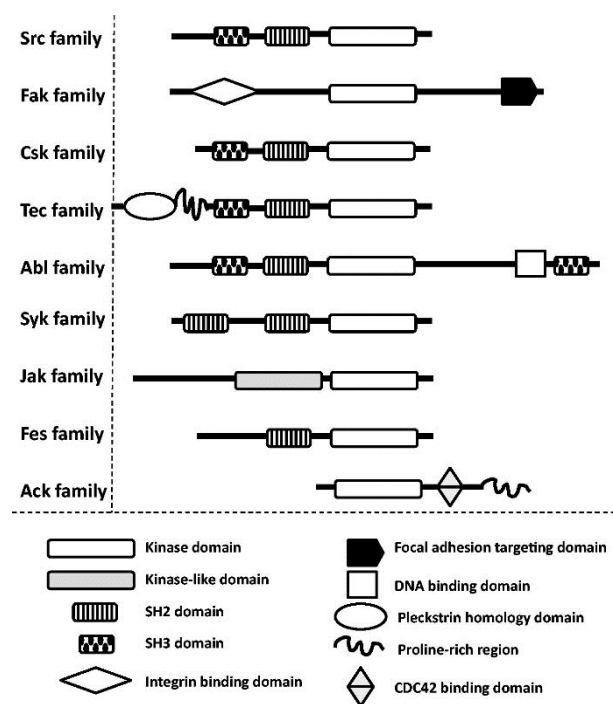 Src family
Fak family
Csk family
Tec family
Abl family
Syk family
Jak family
Fes family
Ack family
Kinase domain
Kinase-like domain
SH2 domain
SH3 domain
Integrin binding domain
Focal adhesion targeting domain
DNA binding domain
Pleckstrin homology domain
Proline-rich region
CDC42 binding domain